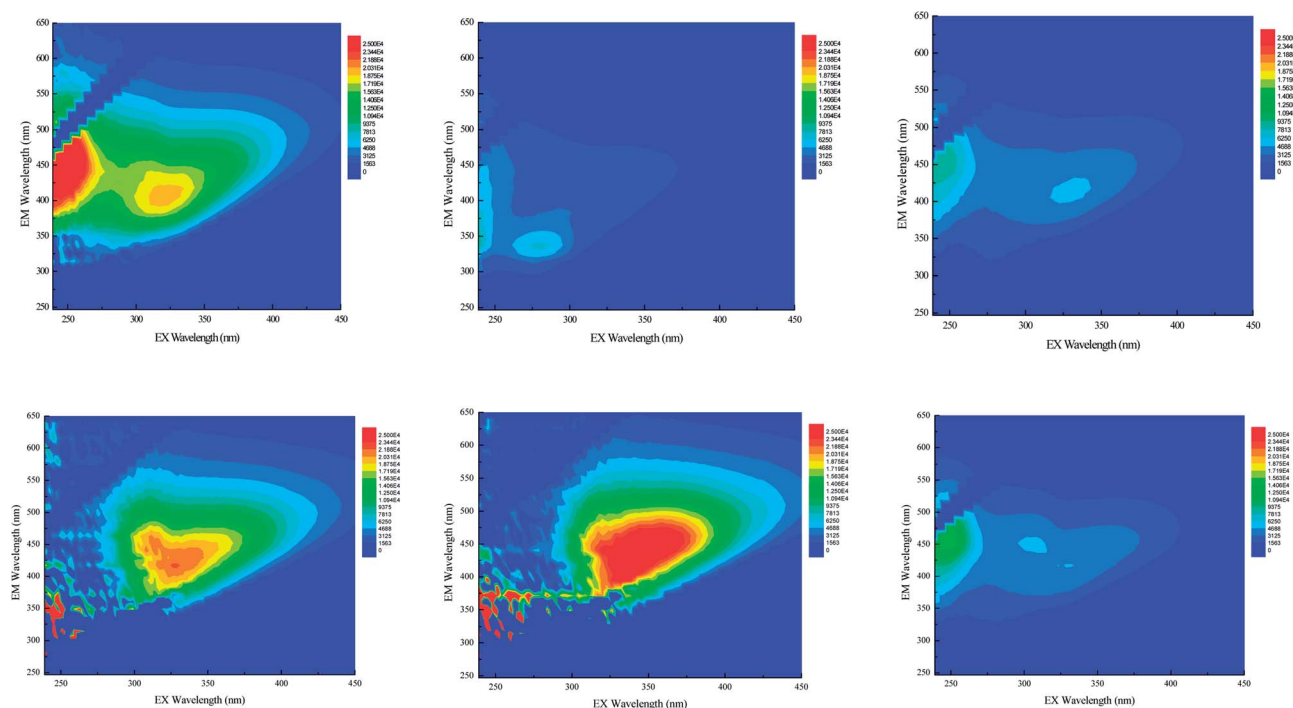 EM Wavelength (nm)
650
600
550
500
450
400
350
300
250
250 300 350 400 450
EX Wavelength (nm)
2.500E4
2.344E4
2.188E4
2.031E4
1.875E4
1.719E4
1.563E4
1.406E4
1.250E4
1.094E4
9375
7813
6250
4688
3125
1563
0
EM Wavelength (nm)
650
600
550
500
450
400
350
300
250
250 300 350 400 450
EX Wavelength (nm)
2.500E4
2.344E4
2.188E4
2.031E4
1.875E4
1.719E4
1.563E4
1.406E4
1.250E4
1.094E4
9375
7813
6250
4688
3125
1563
0
EM Wavelength (nm)
650
600
550
500
450
400
350
300
250
250 300 350 400 450
EX Wavelength (nm)
2.500
2.344
2.188
2.031
1.875
1.719
1.563
1.406
1.250
1.094
9375
7813
6250
4688
3125
1563
0
EM Wavelength (nm)
650
600
550
500
450
400
350
300
250
250 300 350 400 450
EX Wavelength (nm)
2.500E4
2.344E4
2.188E4
2.031E4
1.875E4
1.719E4
1.563E4
1.406E4
1.250E4
1.094E4
9375
7813
6250
4688
3125
1563
0
EM Wavelength (nm)
650
600
550
500
450
400
350
300
250
250 300 350 400 450
EX Wavelength (nm)
2.500E4
2.344E4
2.188E4
2.031E4
1.875E4
1.719E4
1.563E4
1.406E4
1.250E4
1.094E4
9375
7813
6250
4688
3125
1563
0
EM Wavelength (nm)
650
600
550
500
450
400
350
300
250
250 300 350 400 450
EX Wavelength (nm)
2.500E4
2.344E4
2.188E4
2.031E4
1.875E4
1.719E4
1.563E4
1.406E4
1.250E4
1.094E4
9375
7813
6250
4688
3125
1563
0